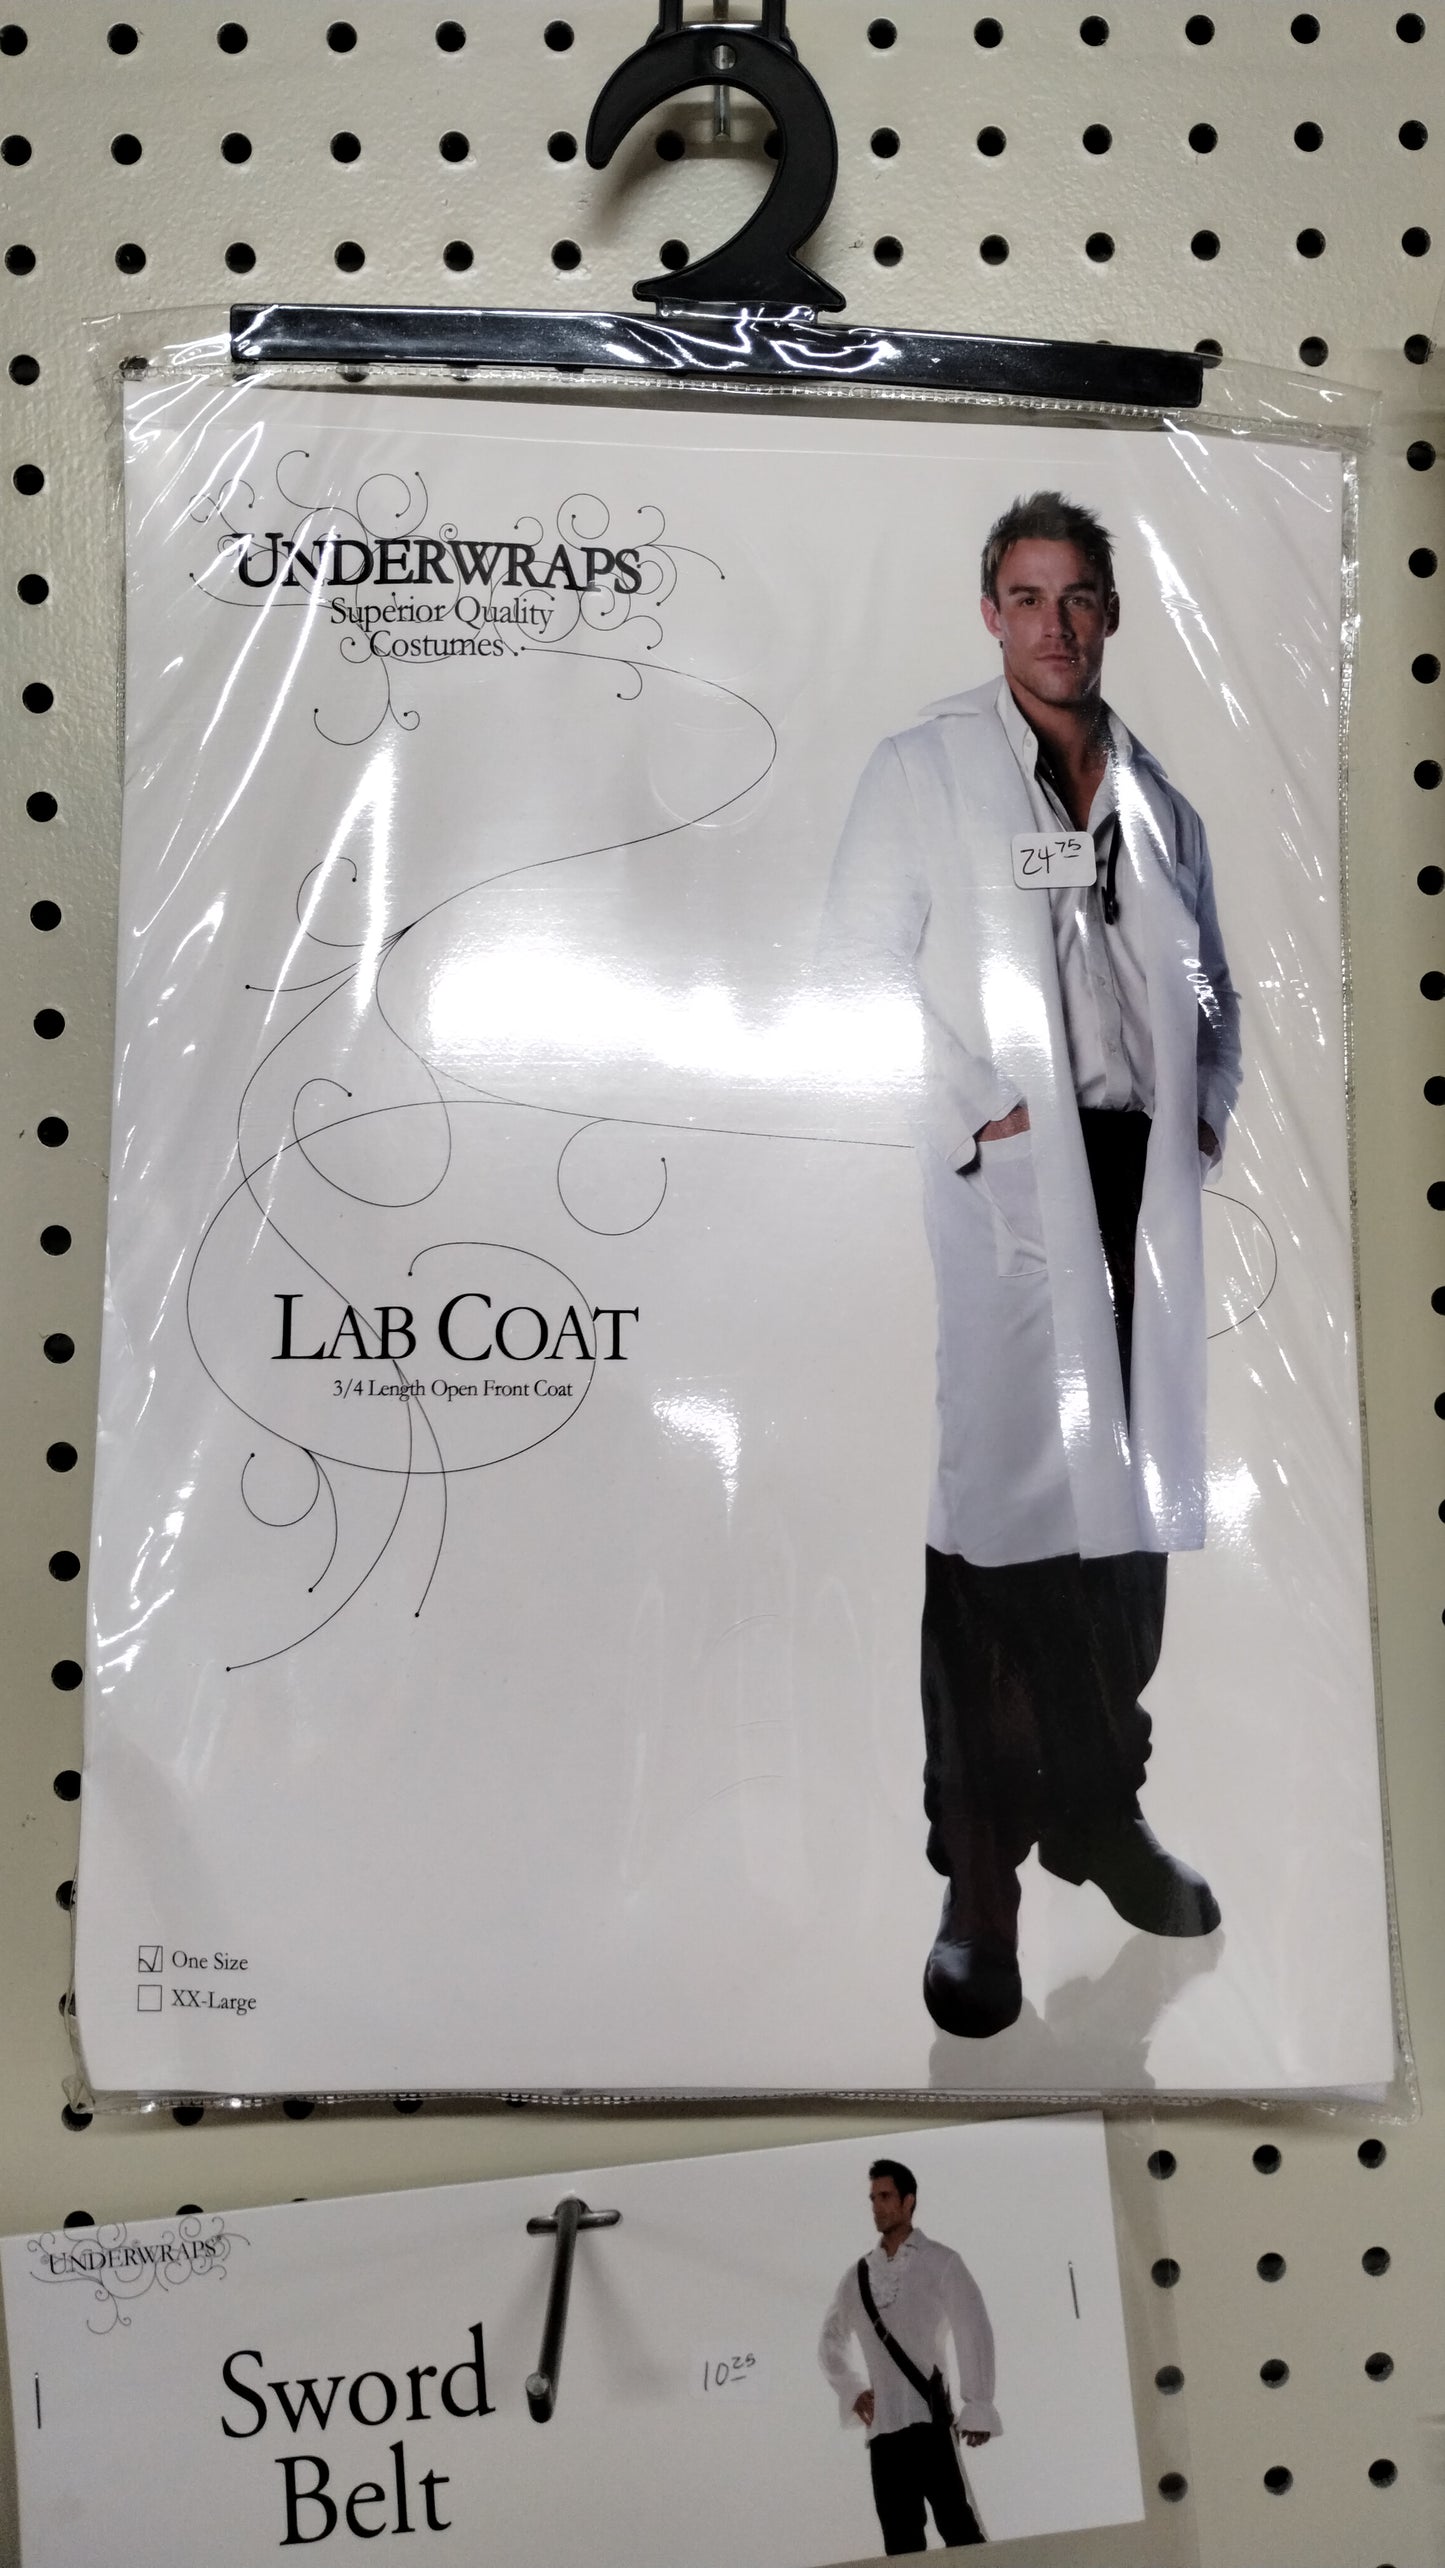 UNDERWRAPS
Superior Quality
Costumes
24 75
LAB COAT
3/4 Length Open Front Coat
One Size
XX-Large
UNDERWRAPS
Sword
Belt
10 25